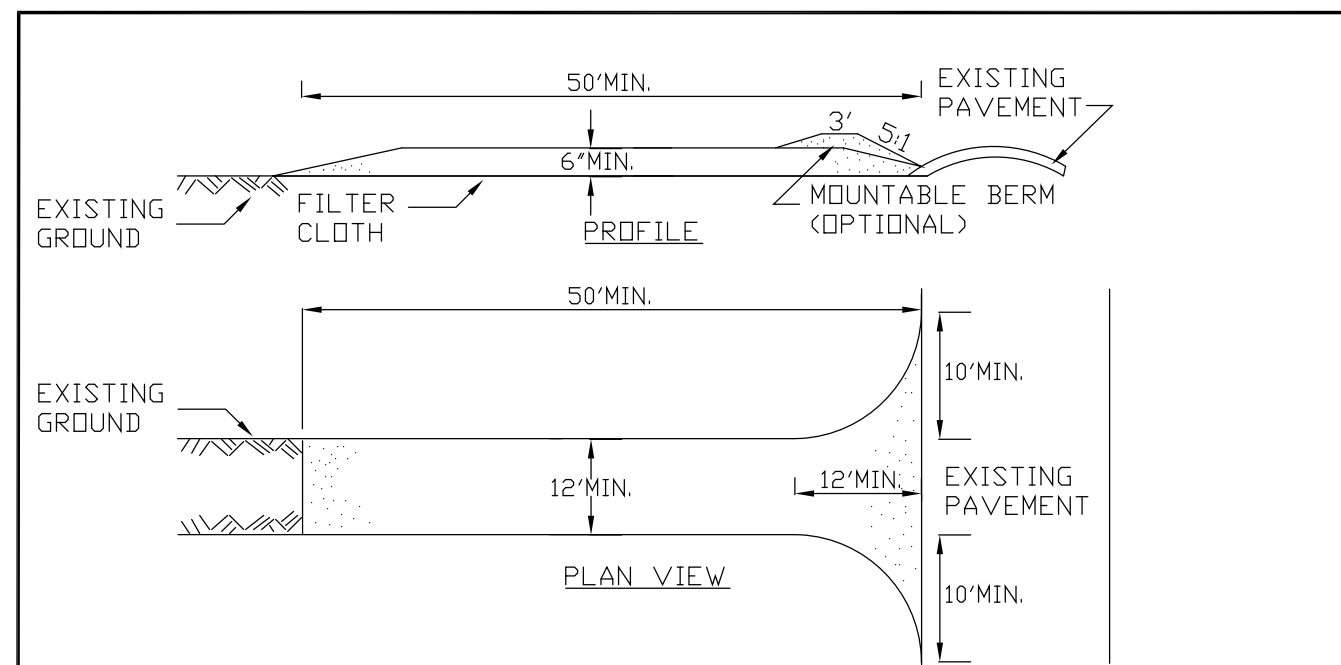 50'MIN.
EXISTING
PAVEMENT
3'
5:1
6"MIN.
EXISTING
GROUND
FILTER
CLOTH
MOUNTABLE BERM
(OPTIONAL)
PROFILE
50'MIN.
10'MIN.
EXISTING
GROUND
12'MIN.
12'MIN.
EXISTING
PAVEMENT
PLAN VIEW
10'MIN.